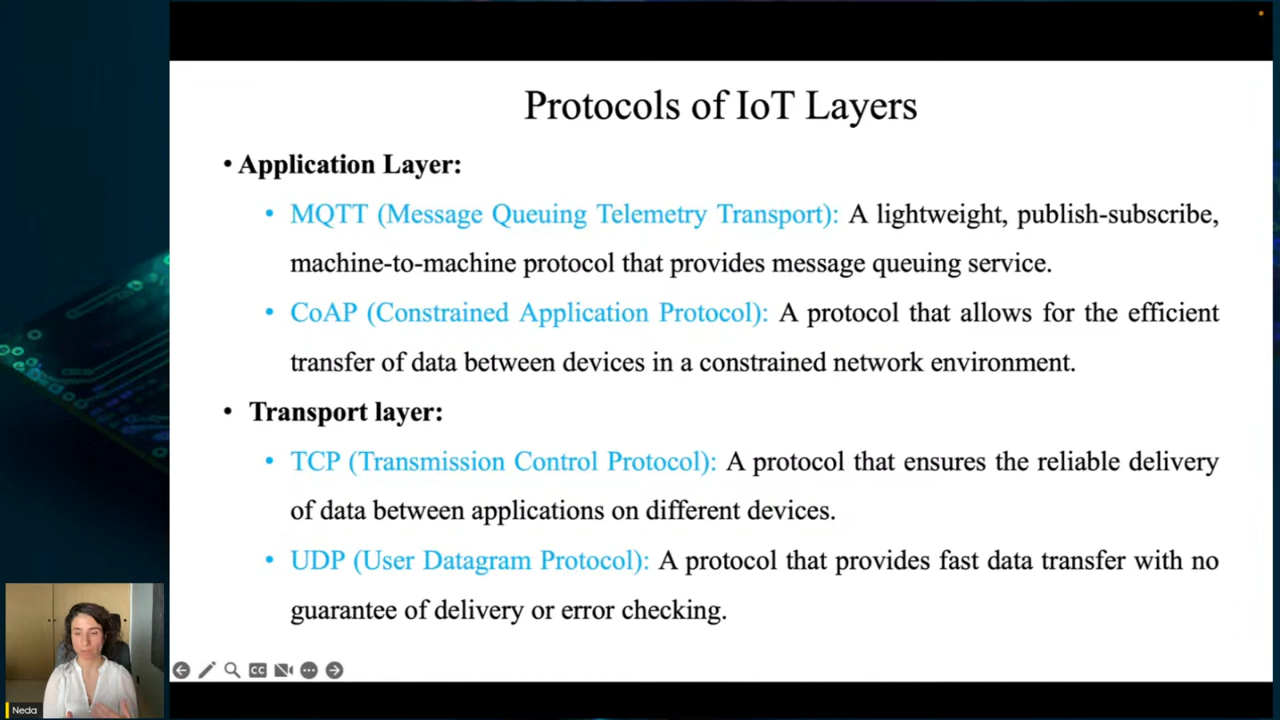 Protocols of IoT Layers
• Application Layer:
• MQTT (Message Queuing Telemetry Transport): A lightweight, publish-subscribe,
machine-to-machine protocol that provides message queuing service.
• CoAP (Constrained Application Protocol): A protocol that allows for the efficient
transfer of data between devices in a constrained network environment.
• Transport layer:
• TCP (Transmission Control Protocol): A protocol that ensures the reliable delivery
of data between applications on different devices.
• UDP (User Datagram Protocol): A protocol that provides fast data transfer with no
guarantee of delivery or error checking.
CC
Neda